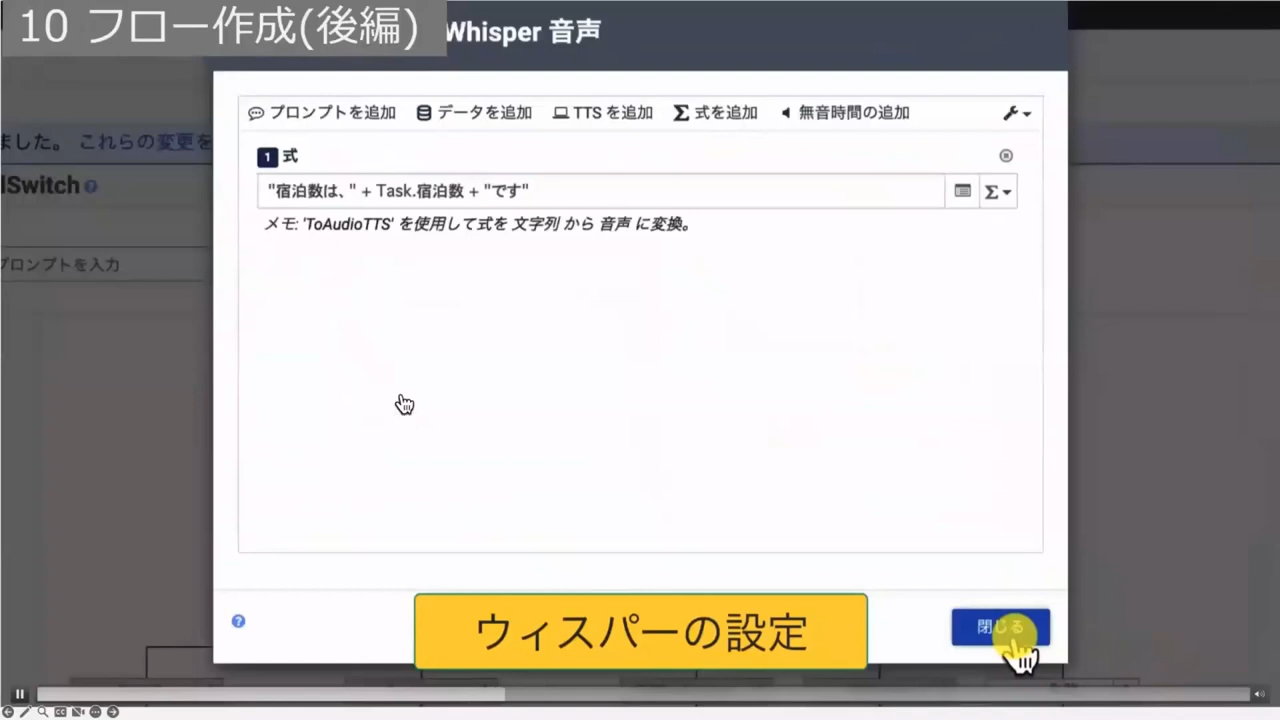 10 フロー作成(後編)
Whisper 音声
プロンプトを追加 データを追加 TTS を追加 式を追加 無音時間の追加
ました。 これらの変更を
1 式
lSwitch
"宿泊数は、" + Task.宿泊数 + "です"
メモ: 'ToAudioTTS' を使用して式を 文字列 から 音声 に変換。
プロンプトを入力
閉じる
ウィスパーの設定